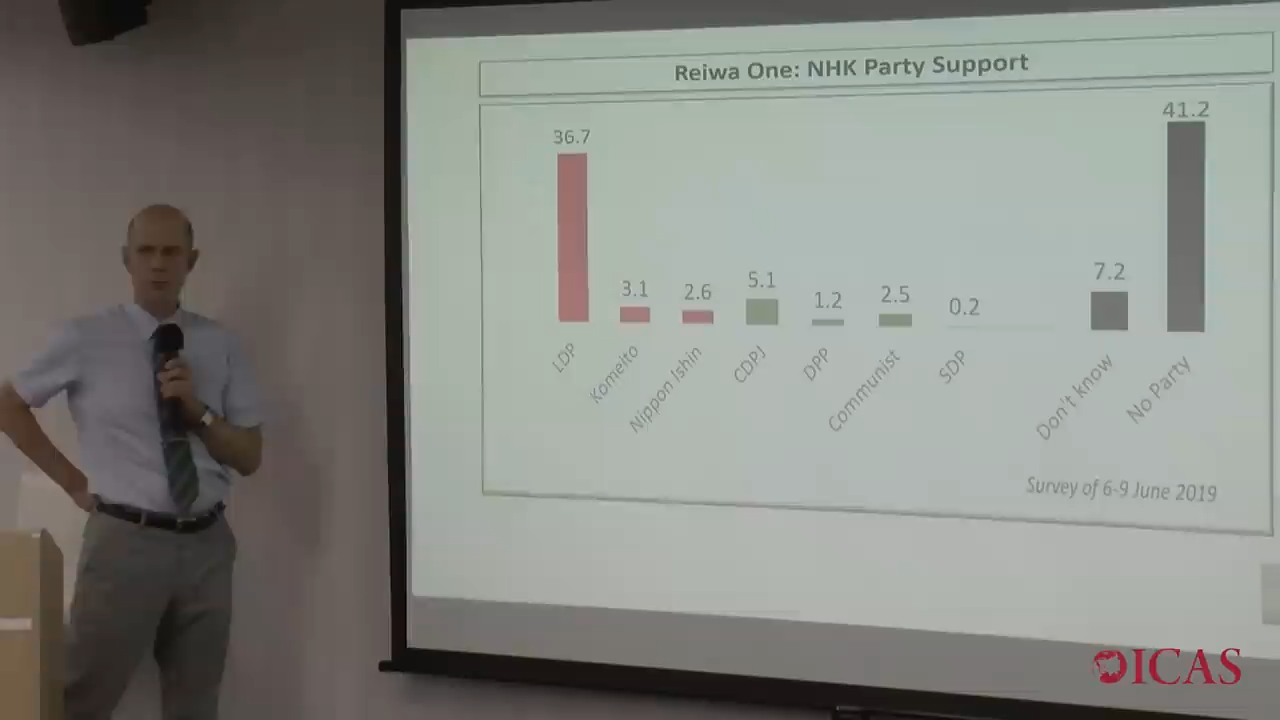 Reiwa One: NHK Party Support
36.7
3.1
2.6
5.1
1.2
2.5
0.2
7.2
41.2
LDP
Komeito
Nippon Ishin
CDPJ
DPP
Communist
SDP
Don't know
No Party
Survey of 6-9 June 2019
ICAS